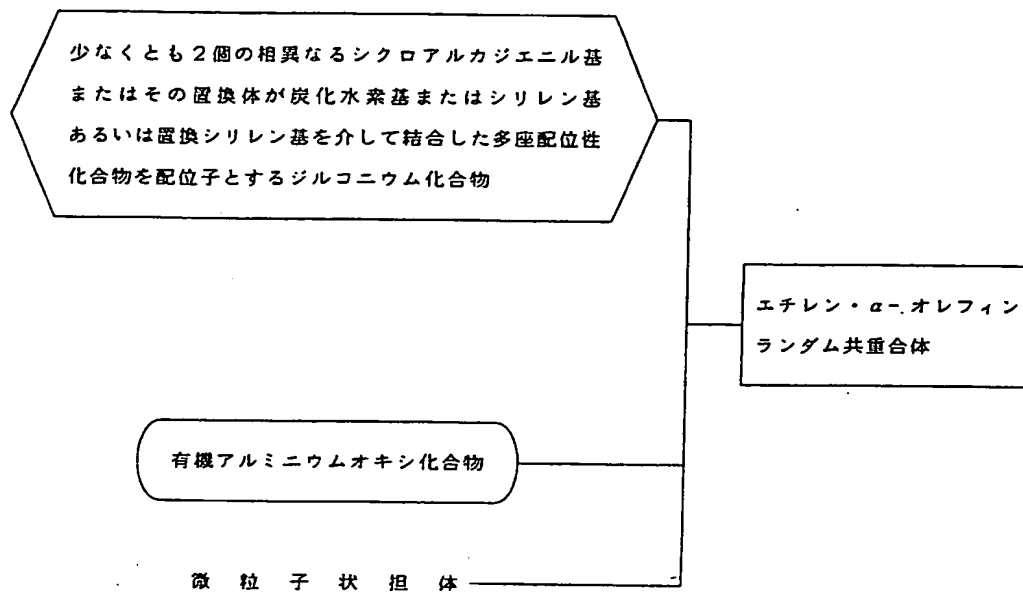 少なくとも2個の相異なるシクロアルカジエニル基
またはその置換体が炭化水素基またはシリレン基
あるいは置換シリレン基を介して結合した多座配位性
化合物を配位子とするジルコニウム化合物
エチレン・α-オレフィン
ランダム共重合体
有機アルミニウムオキシ化合物
微粒子状担体